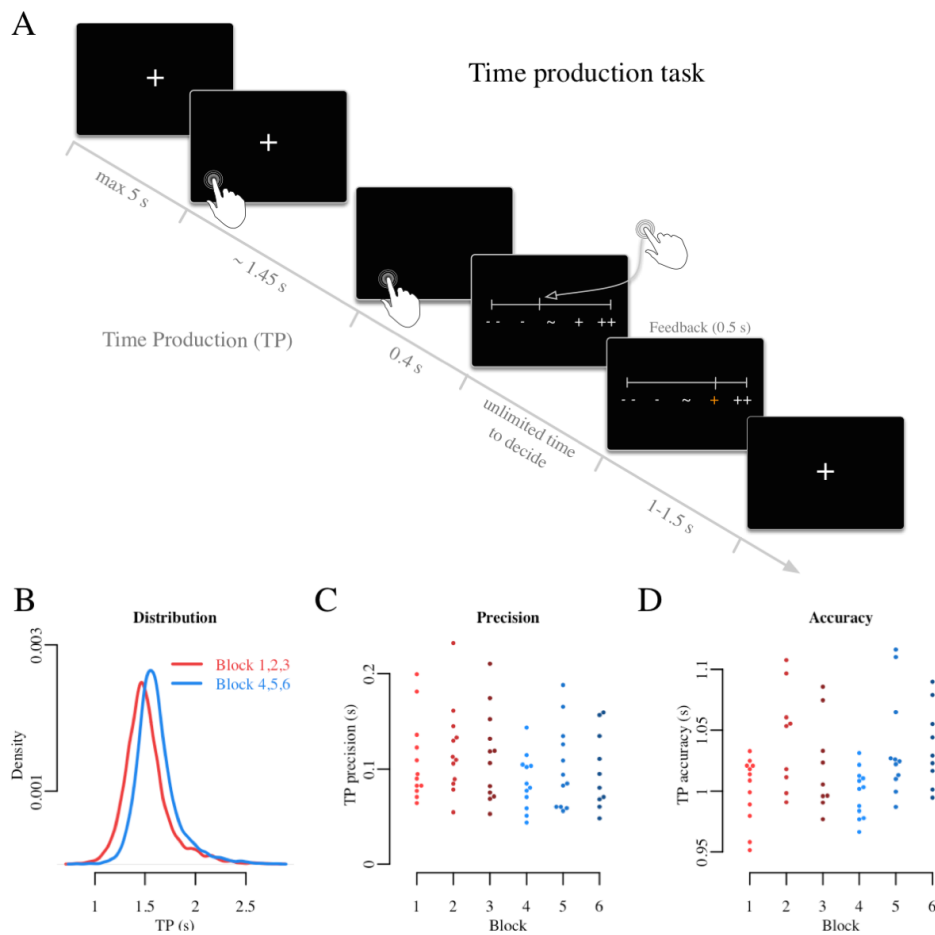 A
Time production task
+
+
max 5 s
~ 1.45s
Time Production (TP)
0.4 s
-- - ~ + ++
unlimited time
to decide
Feedback (0.5 s)
-- - ~ + ++
1-1.5 s
+
B
Distribution
0.003
0.001
Density
Block 1,2,3
Block 4,5,6
1 1.5 2 2.5
TP (s)
C
Precision
0.2
0.1
0
TP precision (s)
1 2 3 4 5 6
Block
D
Accuracy
1.1
1.05
1
0.95
TP accuracy (s)
1 2 3 4 5 6
Block